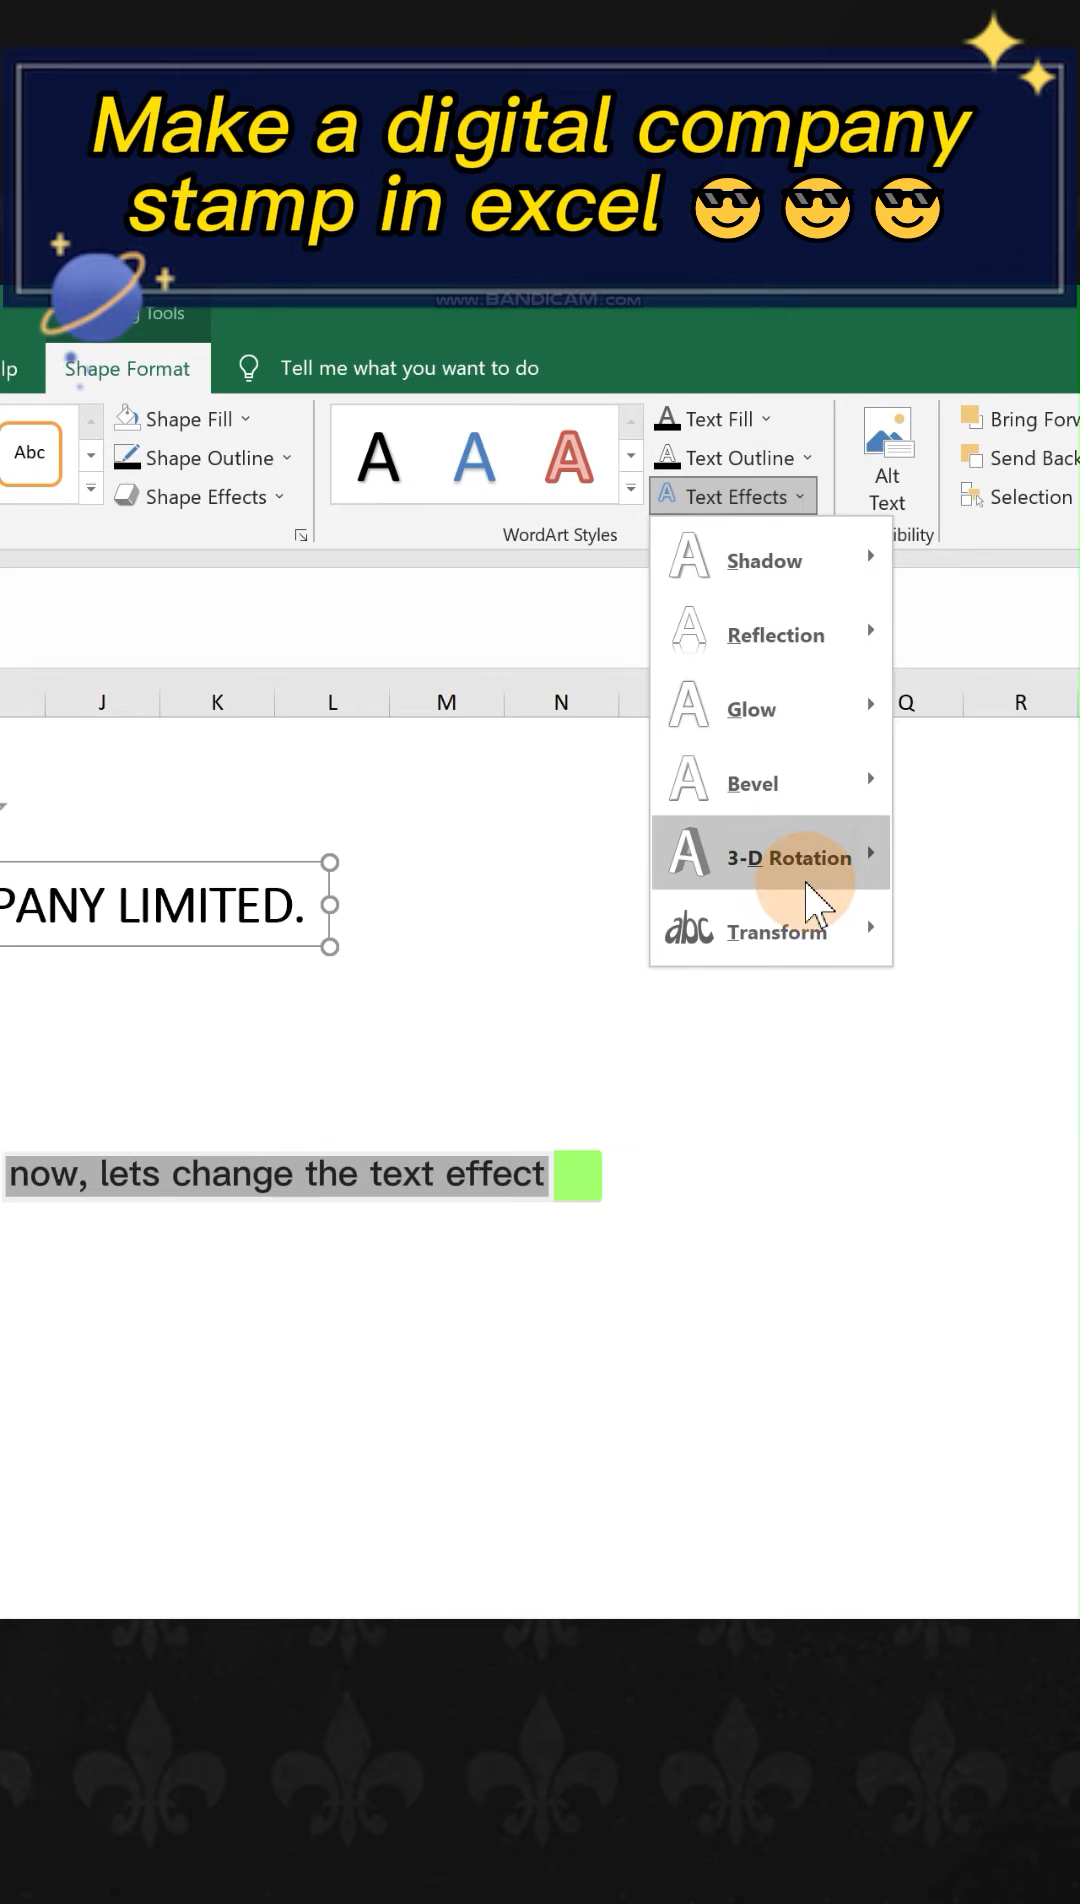 Make a digital company
stamp in excel 😎 😎 😎
www.BANDICAM.com
Tools
lp
Shape Format
Tell me what you want to do
Abc
Shape Fill
Shape Outline
Shape Effects
A A A
WordArt Styles
Text Fill
Text Outline
Text Effects
Alt
Text
ibility
Bring Forw
Send Back
Selection
Shadow
Reflection
Glow
Bevel
3-D Rotation
abc Transform
J K L M N Q R
PANY LIMITED.
now, lets change the text effect